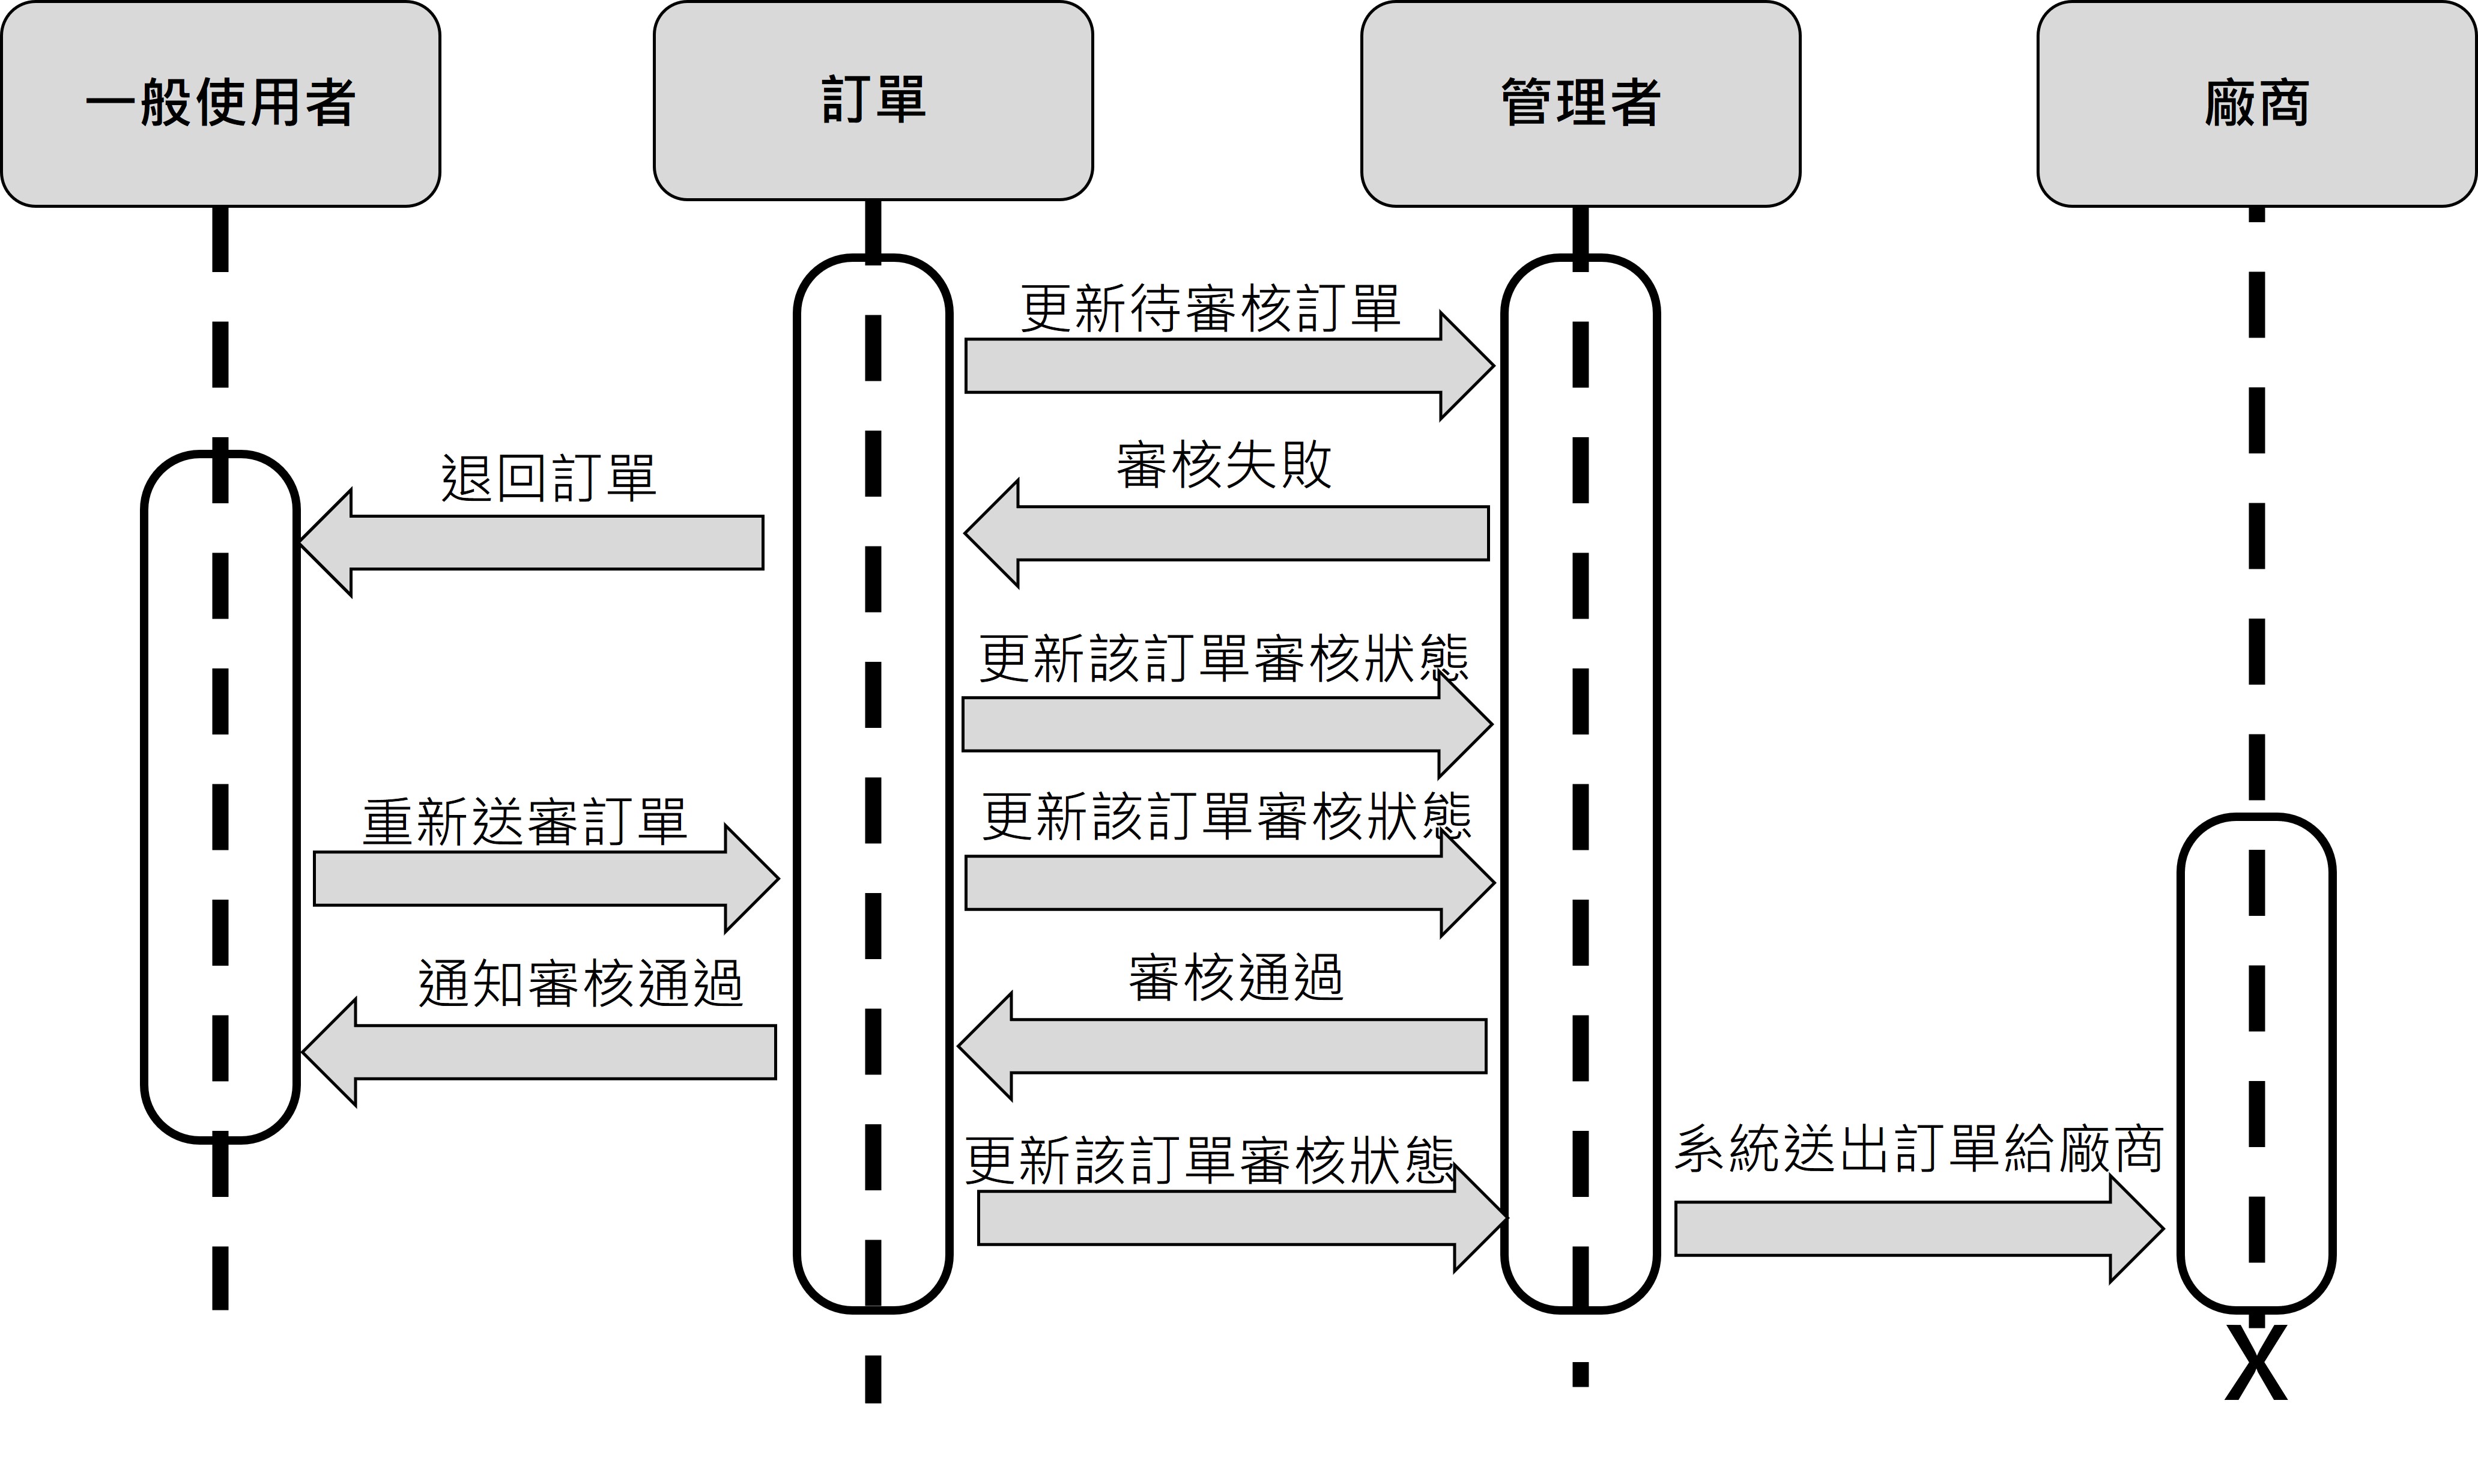 一般使用者
訂單
管理者
廠商
更新待審核訂單
審核失敗
退回訂單
更新該訂單審核狀態
更新該訂單審核狀態
重新送審訂單
審核通過
通知審核通過
系統送出訂單給廠商
更新該訂單審核狀態
X